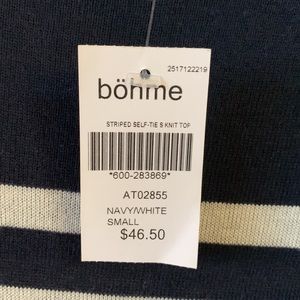 2517122219
böhme
STRIPED SELF-TIE S KNIT TOP
*600-283869*
AT02855
NAVY/WHITE
SMALL
$46.50